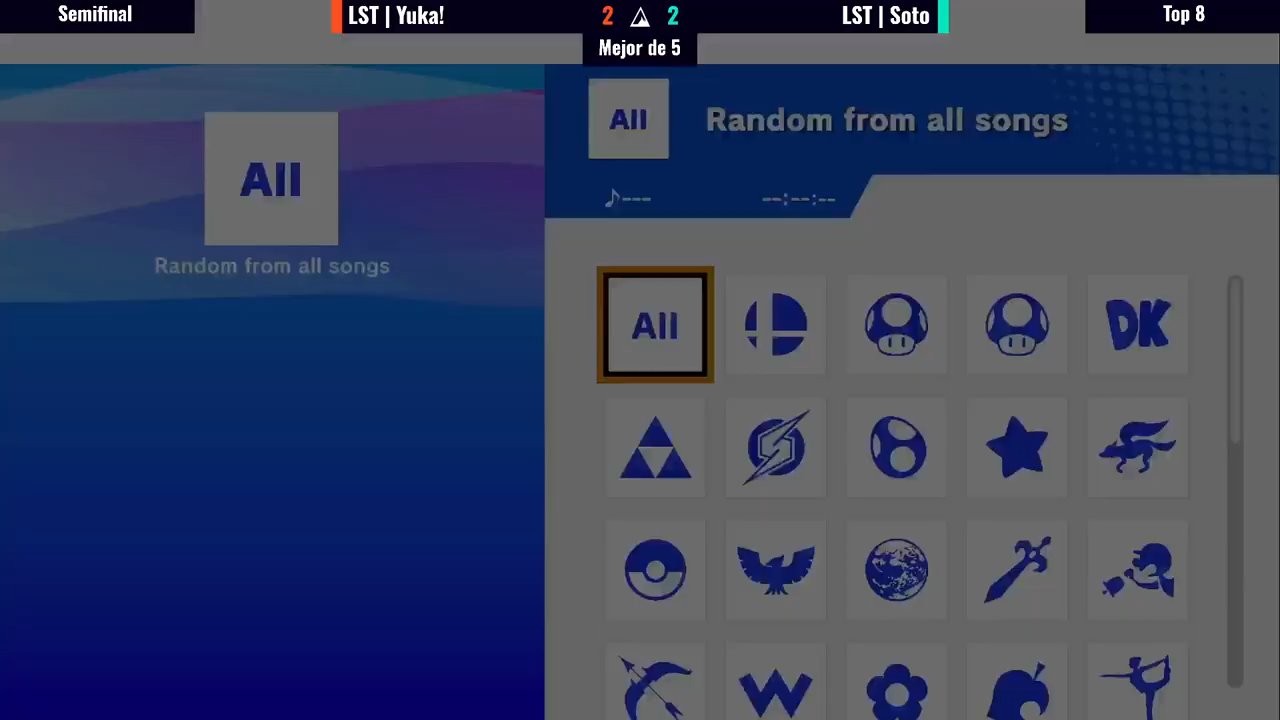 Semifinal
LST | Yuka!
2
2
LST | Soto
Top 8
Mejor de 5
All
Random from all songs
All
Random from all songs
♪---
--:--:--
All
DK
W